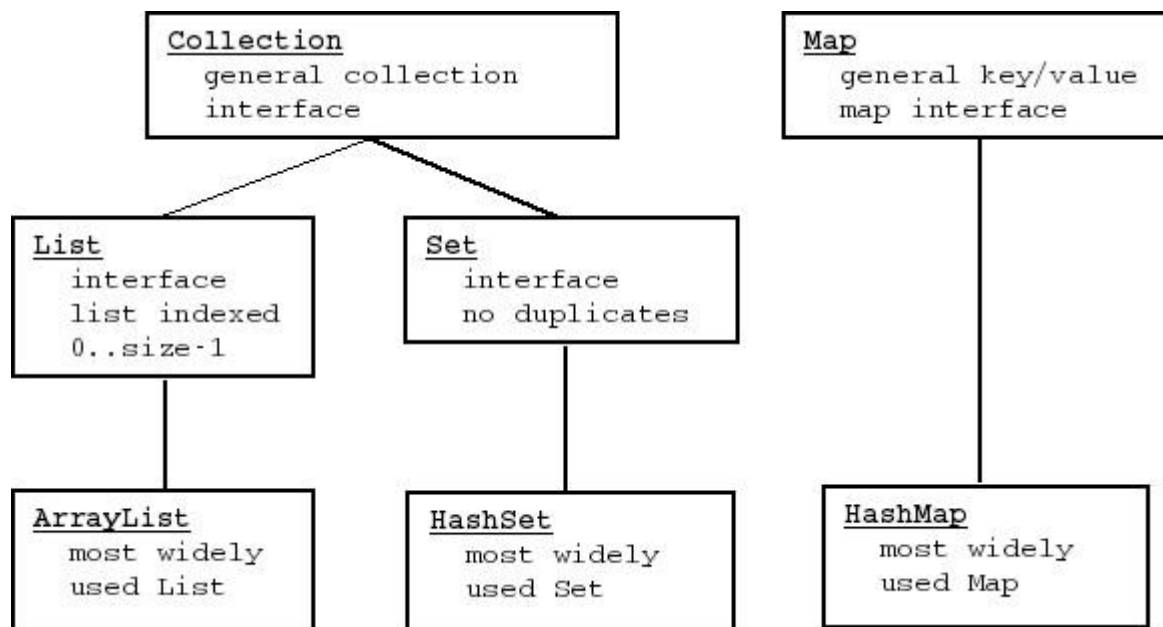 Collection
general collection
interface
Map
general key/value
map interface
List
interface
list indexed
0..size-1
Set
interface
no duplicates
ArrayList
most widely
used List
HashSet
most widely
used Set
HashMap
most widely
used Map